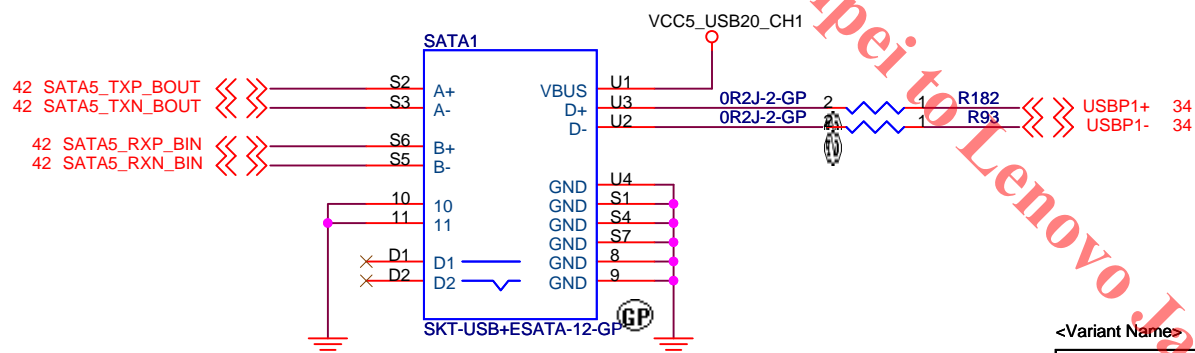 VCC5_USB20_CH1
SATA1
42 SATA5_TXP_BOUT S2 A+ VBUS U1
42 SATA5_TXN_BOUT S3 A- D+ U3 0R2J-2-GP 2 1 R182 USBP1+ 34
D- U2 0R2J-2-GP 1 R93 USBP1- 34
42 SATA5_RXP_BIN S6 B+
42 SATA5_RXN_BIN S5 B-
GND U4
10 10 GND S1
11 11 GND S4
GND S7
D1 D1 GND 8
D2 D2 GND 9
SKT-USB+ESATA-12-GP GP
<Variant Name>
pei to Lenovo Ja